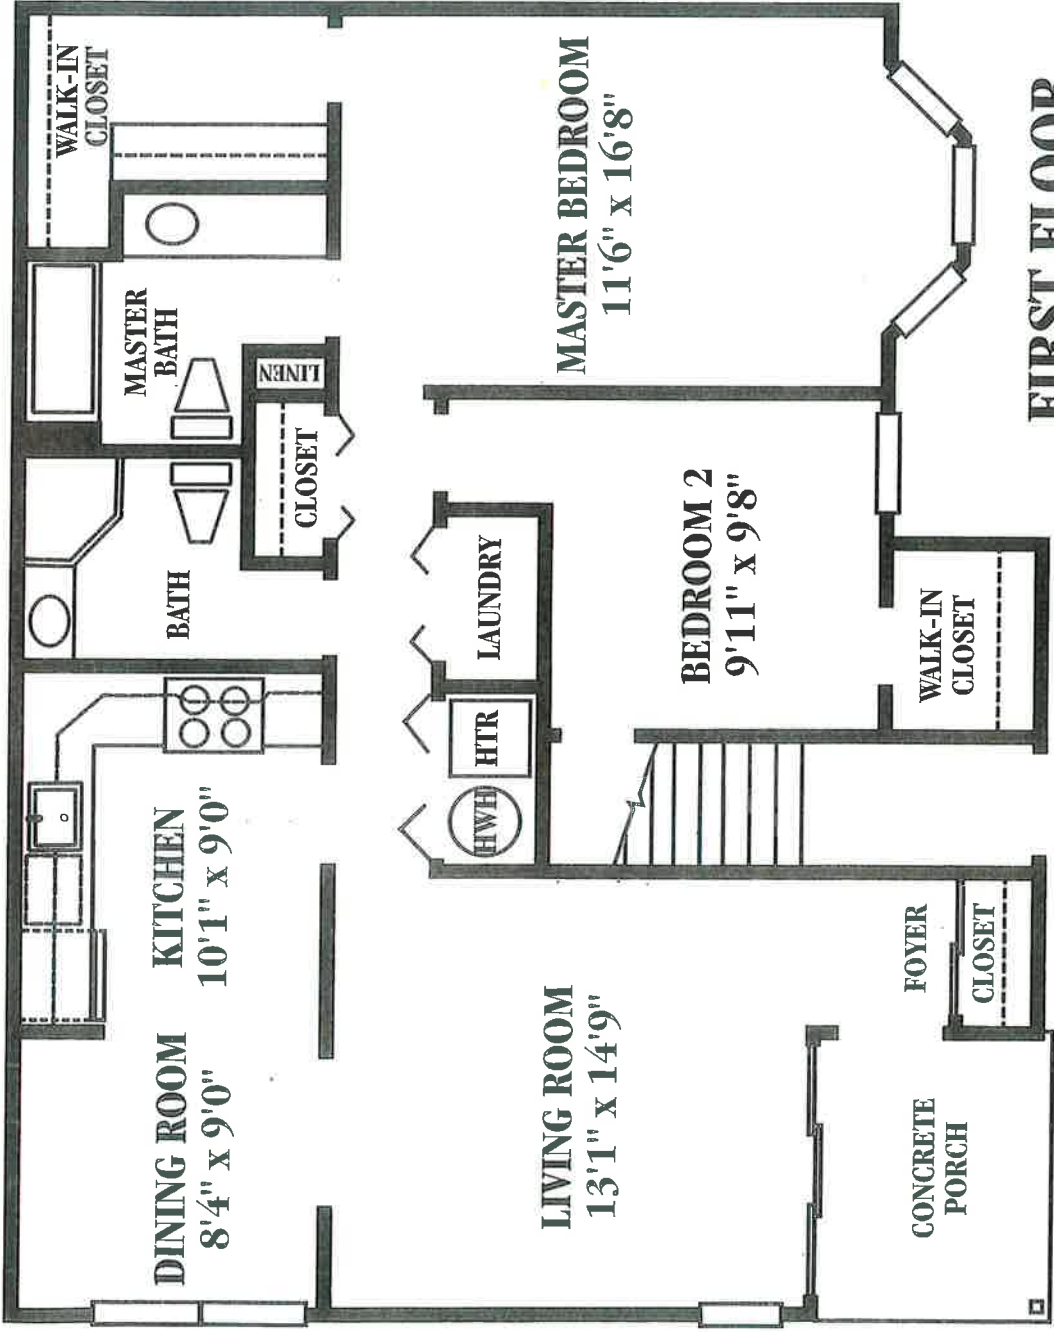 WALK-IN
CLOSET
MASTER
BATH
LINEN
CLOSET
BATH
KITCHEN
10'1" x 9'0"
DINING ROOM
8'4" x 9'0"
MASTER BEDROOM
11'6" x 16'8"
LAUNDRY
HTR
HWH
BEDROOM 2
9'11" x 9'8"
WALK-IN
CLOSET
LIVING ROOM
13'1" x 14'9"
FOYER
CLOSET
CONCRETE
PORCH
FIRST FLOOR